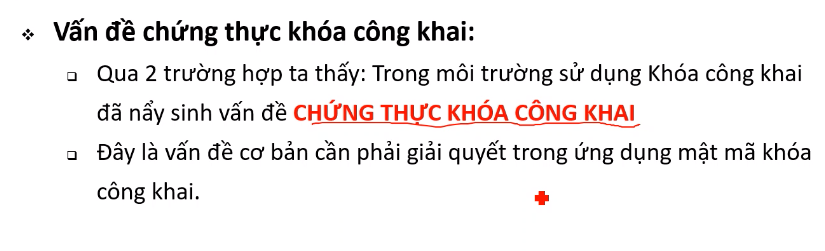 Vấn đề chứng thực khóa công khai:
Qua 2 trường hợp ta thấy: Trong môi trường sử dụng Khóa công khai
đã nẩy sinh vấn đề CHỨNG THỰC KHÓA CÔNG KHAI
Đây là vấn đề cơ bản cần phải giải quyết trong ứng dụng mật mã khóa
công khai.